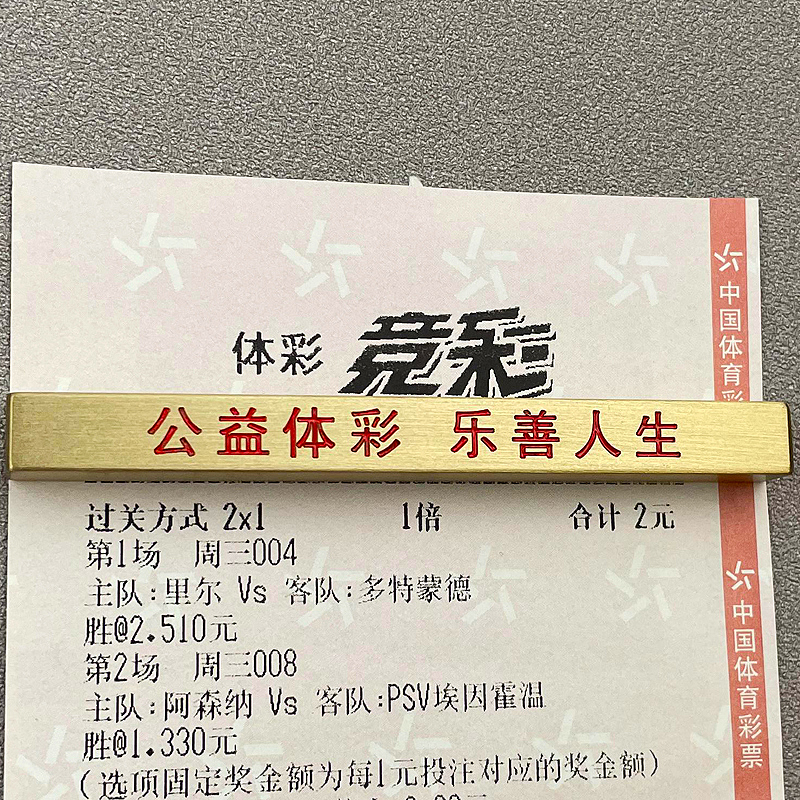 体彩 竞彩
公益体彩 乐善人生
过关方式 2x1 1倍 合计 2元
第1场 周三004
主队:里尔 Vs 客队:多特蒙德
胜@2.510元
第2场 周三008
主队:阿森纳 Vs 客队:PSV埃因霍温
胜@1.330元
(选项固定奖金额为每1元投注对应的奖金额)
中国体育彩
中国体育彩票